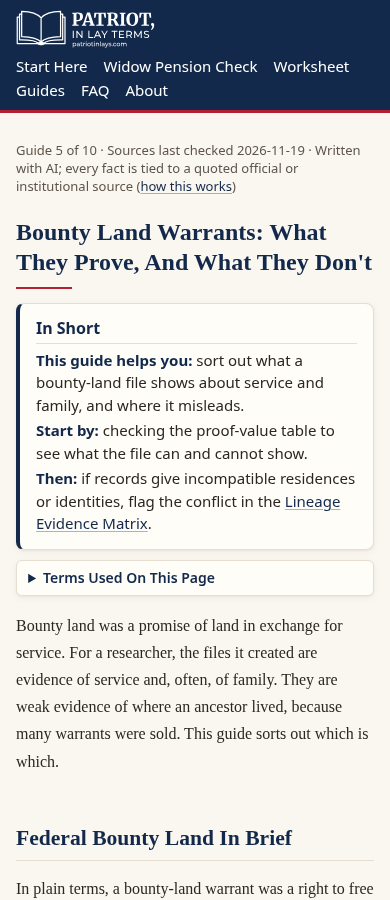 PATRIOT,
IN LAY TERMS
patriotinlays.com
Start Here Widow Pension Check Worksheet
Guides FAQ About
Guide 5 of 10 · Sources last checked 2026-11-19 · Written
with AI; every fact is tied to a quoted official or
institutional source (how this works)
Bounty Land Warrants: What
They Prove, And What They Don't
In Short
This guide helps you: sort out what a
bounty-land file shows about service and
family, and where it misleads.
Start by: checking the proof-value table to
see what the file can and cannot show.
Then: if records give incompatible residences
or identities, flag the conflict in the Lineage
Evidence Matrix.
Terms Used On This Page
Bounty land was a promise of land in exchange for
service. For a researcher, the files it created are
evidence of service and, often, of family. They are
weak evidence of where an ancestor lived, because
many warrants were sold. This guide sorts out which is
which.
Federal Bounty Land In Brief
In plain terms, a bounty-land warrant was a right to free